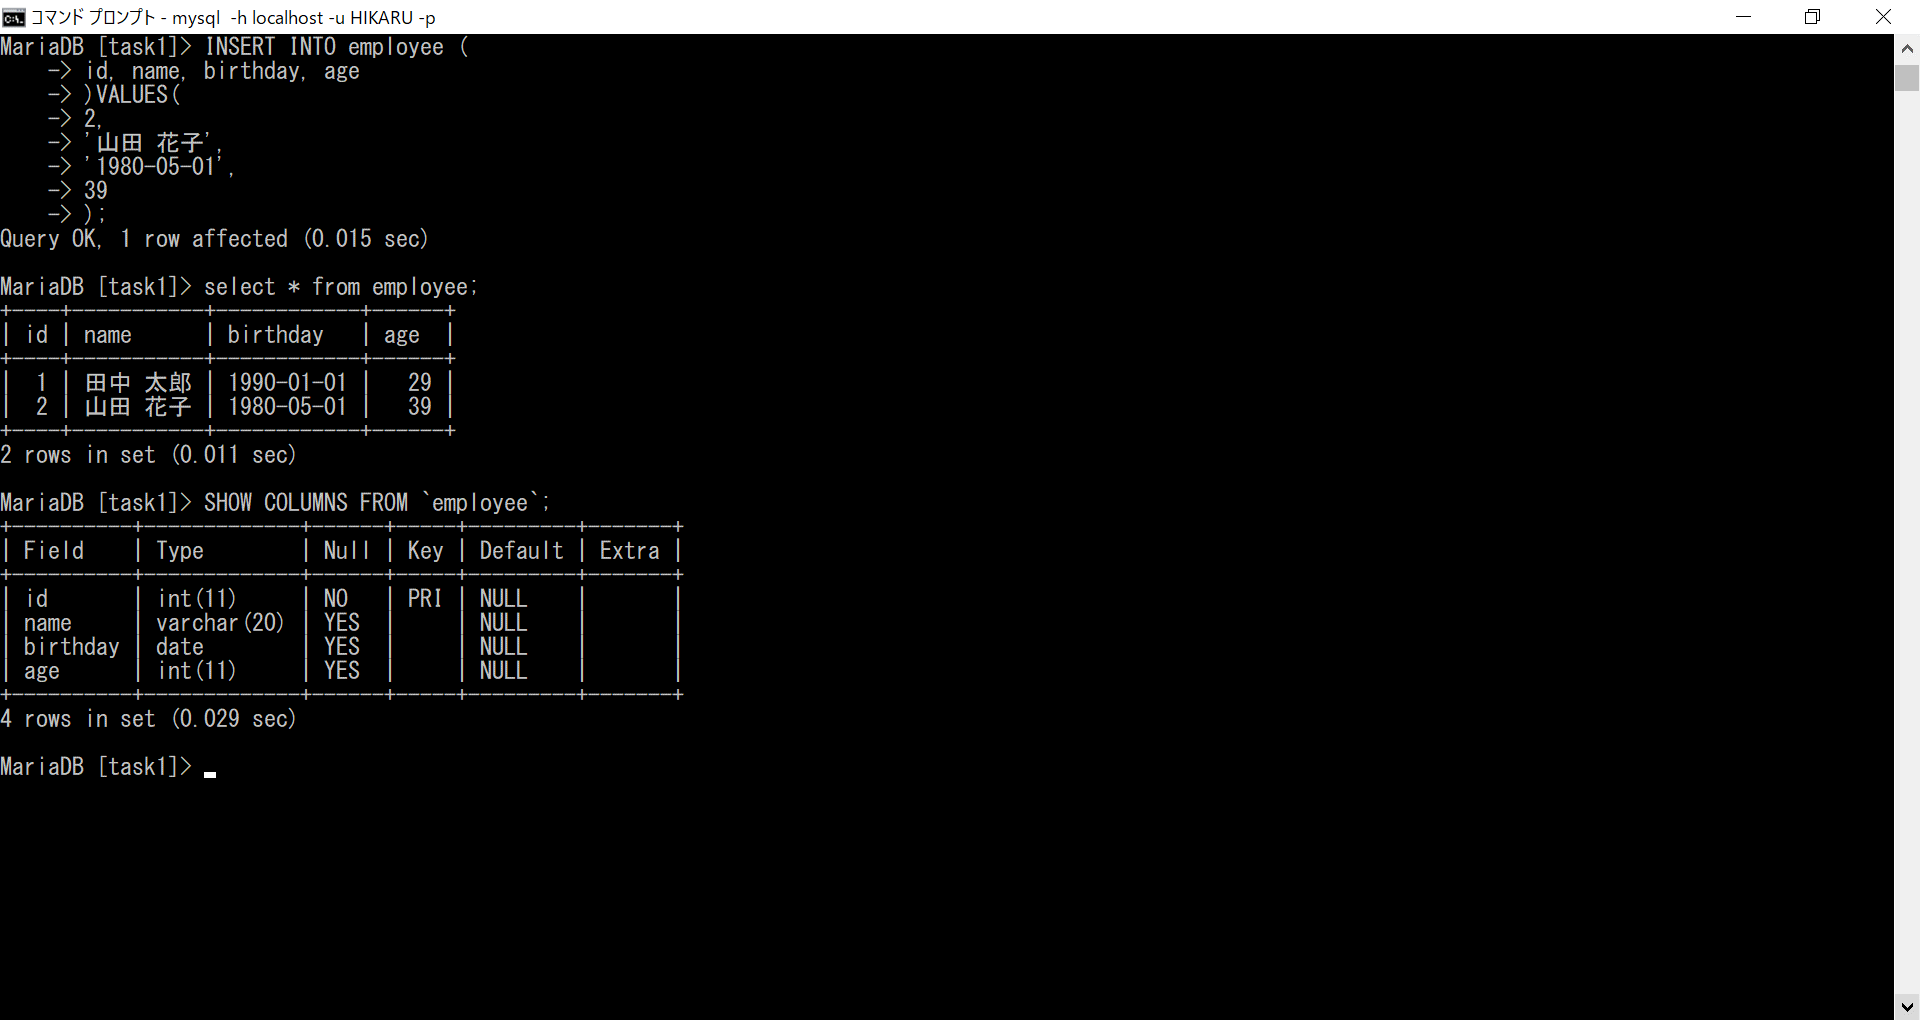 コマンド プロンプト - mysql  -h localhost -u HIKARU -p
MariaDB [task1]> INSERT INTO employee (
    -> id, name, birthday, age
    -> )VALUES(
    -> 2,
    -> '山田 花子',
    -> '1980-05-01',
    -> 39
    -> );
Query OK, 1 row affected (0.015 sec)

MariaDB [task1]> select * from employee;
+----+-----------+------------+------+
| id | name      | birthday   | age  |
+----+-----------+------------+------+
|  1 | 田中 太郎 | 1990-01-01 |   29 |
|  2 | 山田 花子 | 1980-05-01 |   39 |
+----+-----------+------------+------+
2 rows in set (0.011 sec)

MariaDB [task1]> SHOW COLUMNS FROM `employee`;
+----------+-------------+------+-----+---------+-------+
| Field    | Type        | Null | Key | Default | Extra |
+----------+-------------+------+-----+---------+-------+
| id       | int(11)     | NO   | PRI | NULL    |       |
| name     | varchar(20) | YES  |     | NULL    |       |
| birthday | date        | YES  |     | NULL    |       |
| age      | int(11)     | YES  |     | NULL    |       |
+----------+-------------+------+-----+---------+-------+
4 rows in set (0.029 sec)

MariaDB [task1]> _